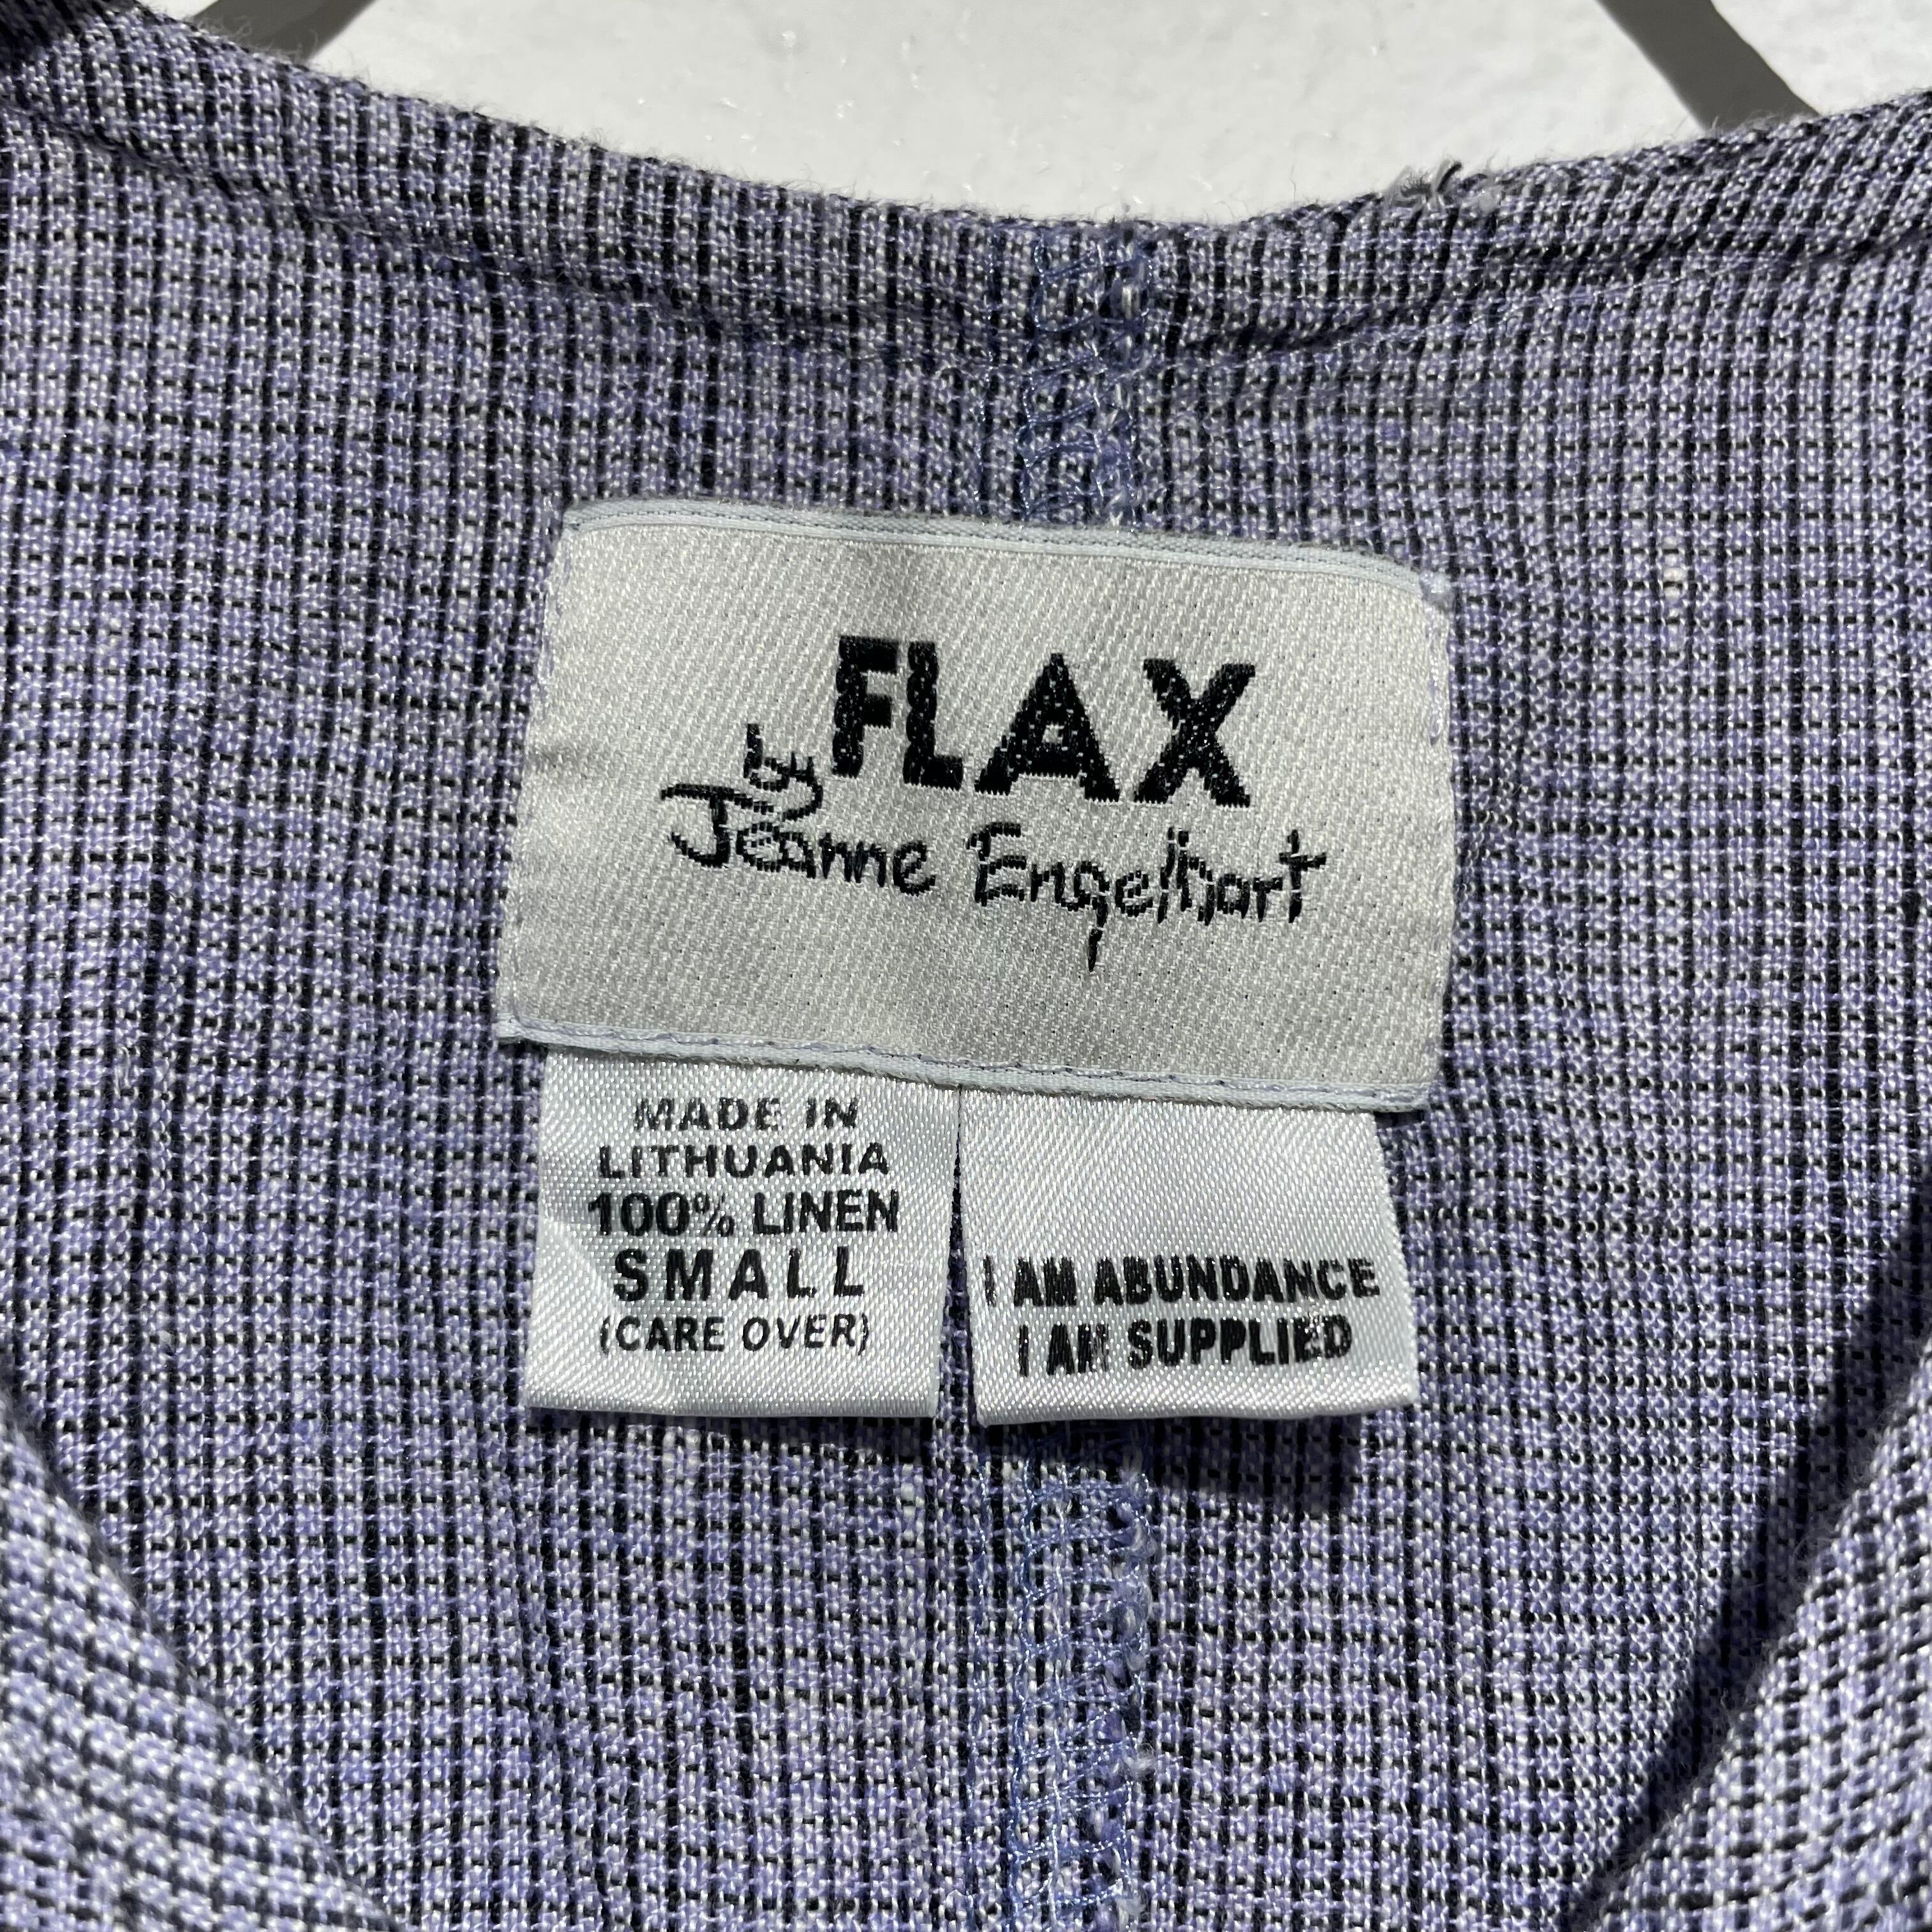 FLAX
by
Jeanne Engelhart
MADE IN
LITHUANIA
100% LINEN
SMALL
(CARE OVER)
I AM ABUNDANCE
I AM SUPPLIED